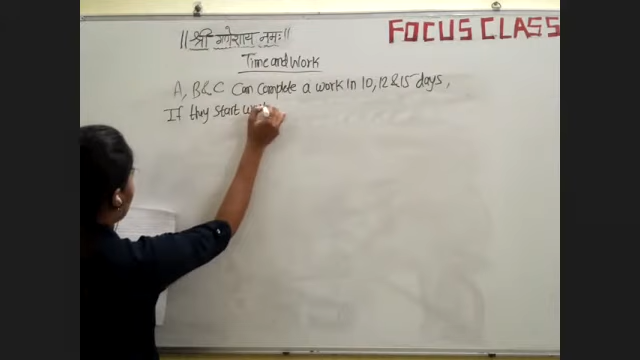 ||श्री गणेशाय नमः||
FOCUS CLASS
Time and Work
A, B & C Can Complete a work in 10, 12 & 15 days,
If they start